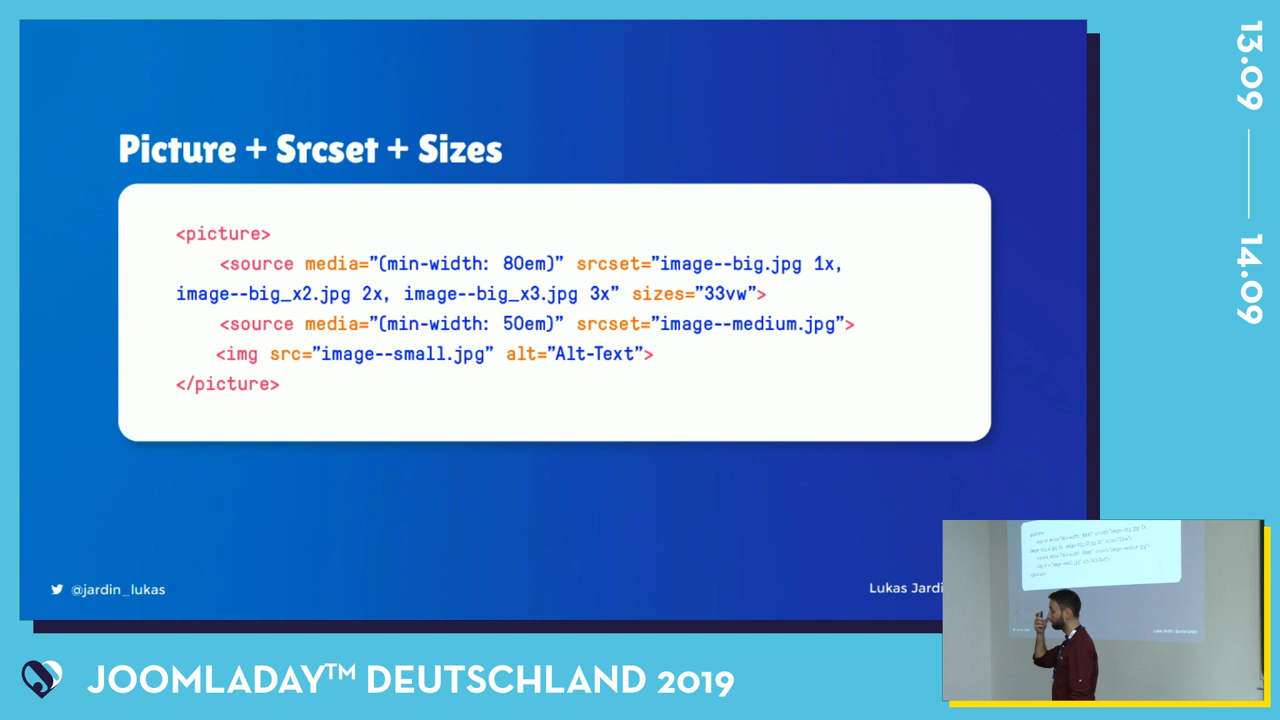 Picture + Srcset + Sizes
<picture>
<source media=”(min-width: 80em)” srcset=”image--big.jpg 1x,
image--big_x2.jpg 2x, image--big_x3.jpg 3x” sizes=”33vw”>
<source media=”(min-width: 50em)” srcset=”image--medium.jpg”>
<img src=”image--small.jpg” alt=”Alt-Text”>
</picture>
@jardin_lukas
Lukas Jardi
JOOMLADAY™ DEUTSCHLAND 2019
13.09
14.09